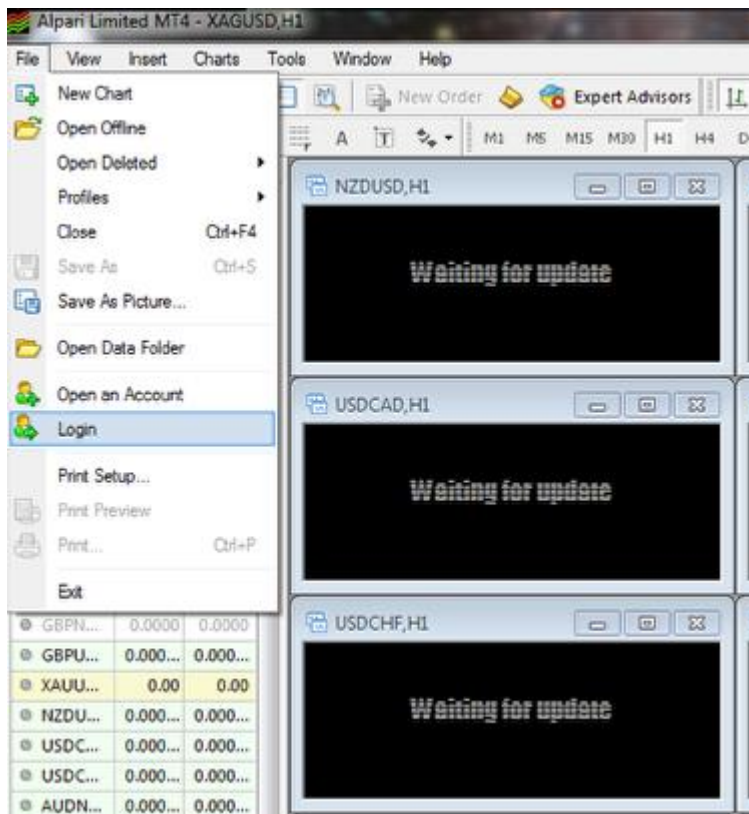 Alpari Limited MT4 - XAGUSD,H1
File View Insert Charts Tools Window Help
New Chart
Open Offline
Open Deleted
Profiles
Close Ctrl+F4
Save As Ctrl+S
Save As Picture...
Open Data Folder
Open an Account
Login
Print Setup...
Print Preview
Print... Ctrl+P
Exit
New Order Expert Advisors
A T M1 M5 M15 M30 H1 H4 D
NZDUSD,H1
Waiting for update
USDCAD,H1
Waiting for update
USDCHF,H1
Waiting for update
GBPN... 0.0000 0.0000
GBPU... 0.000... 0.000...
XAUU... 0.00 0.00
NZDU... 0.000... 0.000...
USDC... 0.000... 0.000...
USDC... 0.000... 0.000...
AUDN... 0.000... 0.000...